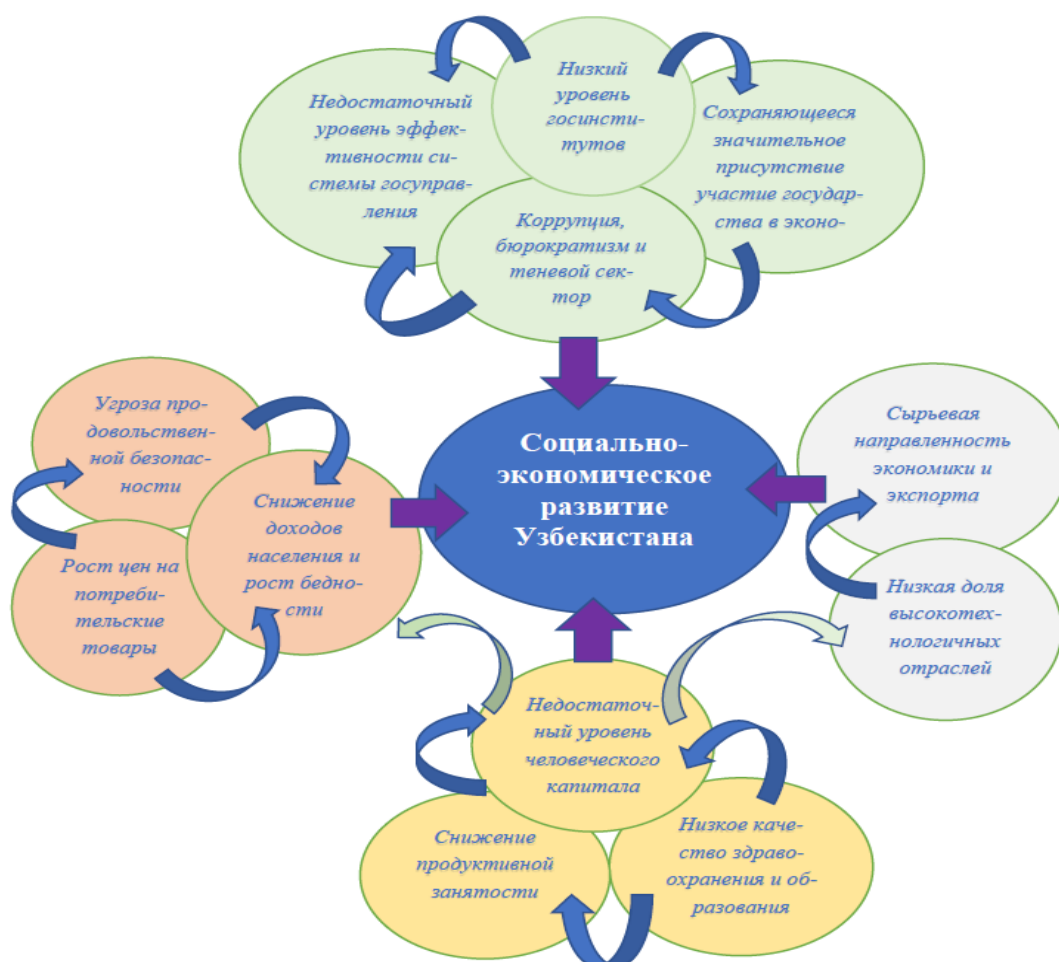 Низкий
уровень
госинсти-
тутов
Недостаточный
уровень эффек-
тивности си-
стемы госуправ-
ления
Сохраняющееся
значительное
присутствие
участие государ-
ства в эконо-
Коррупция,
бюрократизм и
теневой сек-
тор
Угроза про-
довольствен-
ной безопас-
ности
Снижение
доходов
населения и
рост бедно-
сти
Рост цен на
потреби-
тельские
товары
Социально-
экономическое
развитие
Узбекистана
Сырьевая
направленность
экономики и
экспорта
Низкая доля
высокотех-
нологичных
отраслей
Недостаточ-
ный уровень
человеческого
капитала
Снижение
продуктивной
занятости
Низкое каче-
ство здраво-
охранения и об-
разования